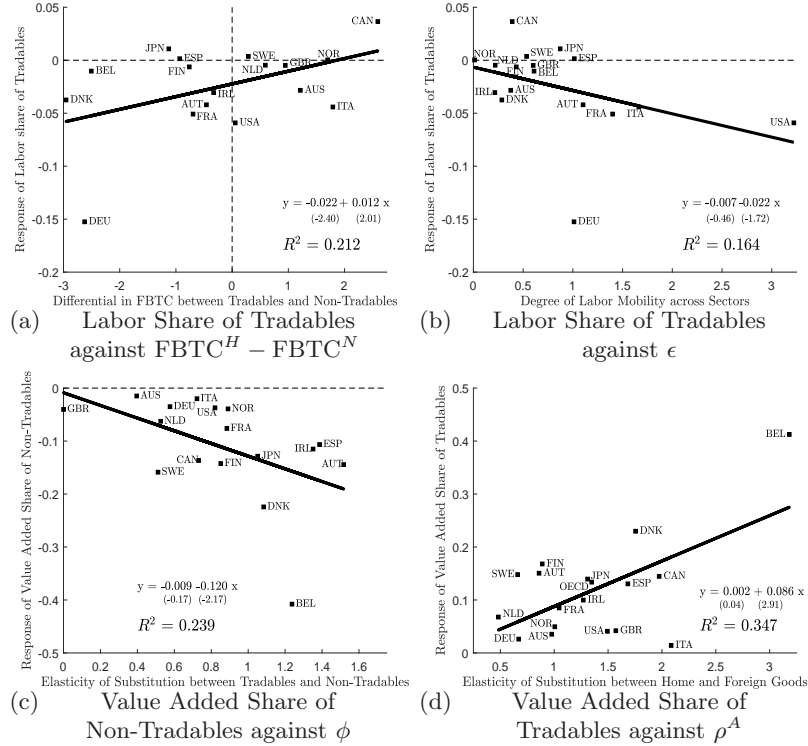 Response of Labor share of Tradables
0.05
0
-0.05
-0.1
-0.15
-0.2
CAN
JPN
ESP
SWE
NOR
GBR
BEL
FIN
NLD
DNK
IRL
AUS
AUT
ITA
FRA
USA
DEU
y = -0.022 + 0.012 x
(-2.40) (2.01)
R² = 0.212
-3 -2 -1 0 1 2 3
Differential in FBTC between Tradables and Non-Tradables
(a) Labor Share of Tradables
against FBTC^H − FBTC^N
Response of Labor share of Tradables
0.05
0
-0.05
-0.1
-0.15
-0.2
CAN
JPN
NOR
SWE
ESP
NLD
GBR
FIN
BEL
IRL
AUS
DNK
AUT
FRA
ITA
USA
DEU
y = -0.007 -0.022 x
(-0.46) (-1.72)
R² = 0.164
0 0.5 1 1.5 2 2.5 3
Degree of Labor Mobility across Sectors
(b) Labor Share of Tradables
against ϵ
Response of Value Added Share of Non-Tradables
0
-0.1
-0.2
-0.3
-0.4
-0.5
GBR
AUS
ITA
DEU
USA
NOR
NLD
FRA
IRL
ESP
CAN
FIN
JPN
AUT
SWE
DNK
BEL
y = -0.009 -0.120 x
(-0.17) (-2.17)
R² = 0.239
0 0.2 0.4 0.6 0.8 1 1.2 1.4 1.6
Elasticity of Substitution between Tradables and Non-Tradables
(c) Value Added Share of
Non-Tradables against ϕ
Response of Value Added Share of Tradables
0.5
0.4
0.3
0.2
0.1
0
BEL
DNK
FIN
SWE
AUT
JPN
CAN
OECD
ESP
IRL
FRA
NLD
NOR
DEU
AUS
USA
GBR
ITA
y = 0.002 + 0.086 x
(0.04) (2.91)
R² = 0.347
0.5 1 1.5 2 2.5 3
Elasticity of Substitution between Home and Foreign Goods
(d) Value Added Share of
Tradables against ρ^A